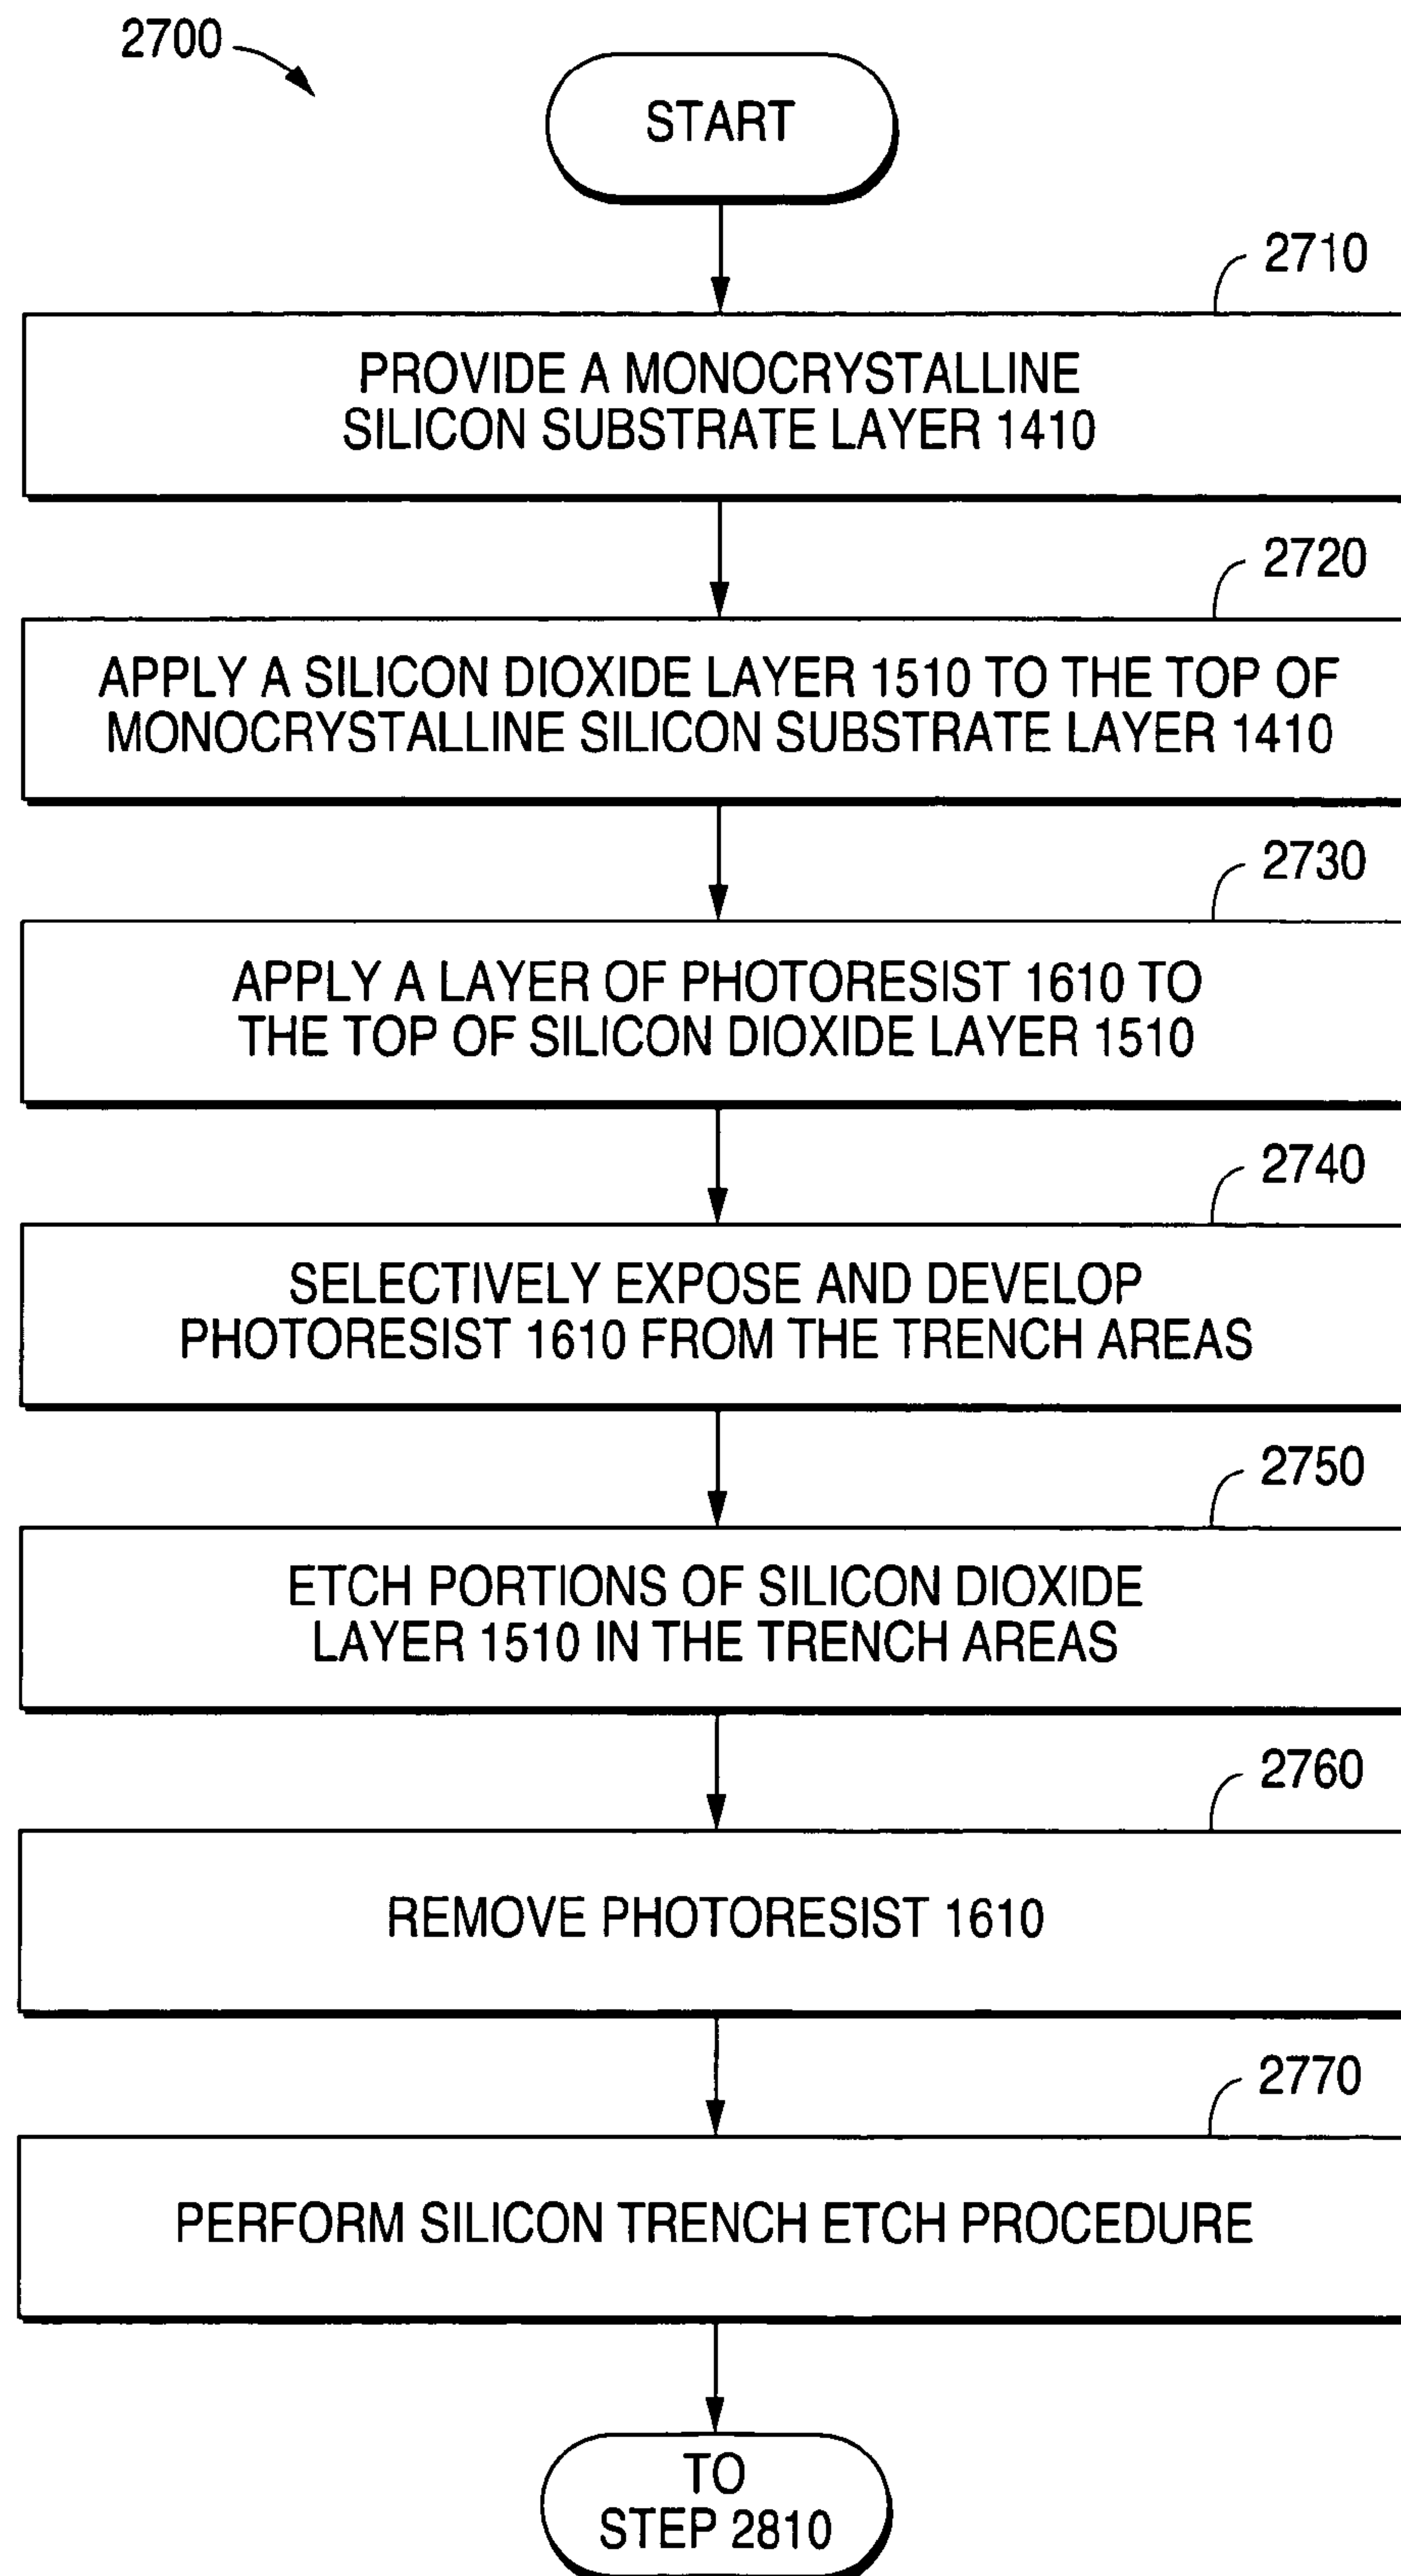 2700
START
2710
PROVIDE A MONOCRYSTALLINE
SILICON SUBSTRATE LAYER 1410
2720
APPLY A SILICON DIOXIDE LAYER 1510 TO THE TOP OF
MONOCRYSTALLINE SILICON SUBSTRATE LAYER 1410
2730
APPLY A LAYER OF PHOTORESIST 1610 TO
THE TOP OF SILICON DIOXIDE LAYER 1510
2740
SELECTIVELY EXPOSE AND DEVELOP
PHOTORESIST 1610 FROM THE TRENCH AREAS
2750
ETCH PORTIONS OF SILICON DIOXIDE
LAYER 1510 IN THE TRENCH AREAS
2760
REMOVE PHOTORESIST 1610
2770
PERFORM SILICON TRENCH ETCH PROCEDURE
TO
STEP 2810